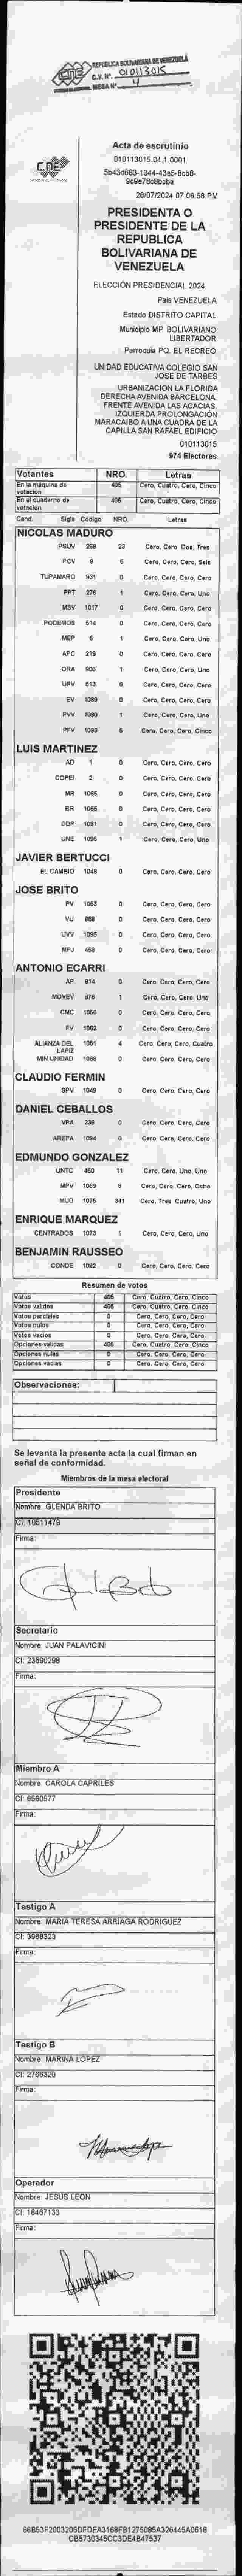 REPUBLICA BOLIVARIANA DE VENEZUELA
CNE
C.V. Nº. 010113015
MESA Nº 4
CNE
Acta de escrutinio
010113015.04.1.0001
28/07/2024 07:06:58 PM
PRESIDENTA O
PRESIDENTE DE LA
REPUBLICA
BOLIVARIANA DE
VENEZUELA
ELECCIÓN PRESIDENCIAL 2024
Pais VENEZUELA
Estado DISTRITO CAPITAL
Municipio MP. BOLIVARIANO
LIBERTADOR
Parroquia PQ. EL RECREO
UNIDAD EDUCATIVA COLEGIO SAN
JOSE DE TARBES
URBANIZACION LA FLORIDA
DERECHA AVENIDA BARCELONA.
FRENTE AVENIDA LAS ACACIAS.
IZQUIERDA PROLONGACIÓN
MARACAIBO A UNA CUADRA DE LA
CAPILLA SAN RAFAEL EDIFICIO
010113015
974 Electores
Votantes NRO. Letras
En la máquina de votación 405 Cero, Cuatro, Cero, Cinco
En el cuaderno de votación 405 Cero, Cuatro, Cero, Cinco
Cand. Sigla Codigo NRO. Letras
NICOLAS MADURO
PSUV 269 23 Cero, Cero, Dos, Tres
PCV 9 6 Cero, Cero, Cero, Seis
TUPAMARO 931 0 Cero, Cero, Cero, Cero
PPT 276 1 Cero, Cero, Cero, Uno
MSV 1017 0 Cero, Cero, Cero, Cero
PODEMOS 514 0 Cero, Cero, Cero, Cero
MEP 6 1 Cero, Cero, Cero, Uno
APC 219 0 Cero, Cero, Cero, Cero
ORA 906 1 Cero, Cero, Cero, Uno
UPV 613 0 Cero, Cero, Cero, Cero
EV 1089 0 Cero, Cero, Cero, Cero
PVV 1090 1 Cero, Cero, Cero, Uno
PFV 1093 5 Cero, Cero, Cero, Cinco
LUIS MARTINEZ
AD 1 0 Cero, Cero, Cero, Cero
COPEI 2 0 Cero, Cero, Cero, Cero
MR 1065 0 Cero, Cero, Cero, Cero
BR 1066 0 Cero, Cero, Cero, Cero
DDP 1091 0 Cero, Cero, Cero, Cero
UNE 1096 1 Cero, Cero, Cero, Uno
JAVIER BERTUCCI
EL CAMBIO 1048 0 Cero, Cero, Cero, Cero
JOSE BRITO
PV 1053 0 Cero, Cero, Cero, Cero
VU 868 0 Cero, Cero, Cero, Cero
UVV 1095 0 Cero, Cero, Cero, Cero
MPJ 458 0 Cero, Cero, Cero, Cero
ANTONIO ECARRI
AP 914 0 Cero, Cero, Cero, Cero
MOVEV 976 1 Cero, Cero, Cero, Uno
CMC 1050 0 Cero, Cero, Cero, Cero
FV 1062 0 Cero, Cero, Cero, Cero
ALIANZA DEL LAPIZ 1061 4 Cero, Cero, Cero, Cuatro
MIN UNIDAD 1068 0 Cero, Cero, Cero, Cero
CLAUDIO FERMIN
SPV 1049 0 Cero, Cero, Cero, Cero
DANIEL CEBALLOS
VPA 230 0 Cero, Cero, Cero, Cero
AREPA 1094 0 Cero, Cero, Cero, Cero
EDMUNDO GONZALEZ
UNTC 460 11 Cero, Cero, Uno, Uno
MPV 1069 8 Cero, Cero, Cero, Ocho
MUD 1076 341 Cero, Tres, Cuatro, Uno
ENRIQUE MARQUEZ
CENTRADOS 1073 1 Cero, Cero, Cero, Uno
BENJAMIN RAUSSEO
CONDE 1092 0 Cero, Cero, Cero, Cero
Resumen de votos
Votos 405 Cero, Cuatro, Cero, Cinco
Votos validos 405 Cero, Cuatro, Cero, Cinco
Votos parciales 0 Cero, Cero, Cero, Cero
Votos nulos 0 Cero, Cero, Cero, Cero
Votos vacios 0 Cero, Cero, Cero, Cero
Opciones validas 405 Cero, Cuatro, Cero, Cinco
Opciones nulas 0 Cero, Cero, Cero, Cero
Opciones vacias 0 Cero, Cero, Cero, Cero
Observaciones:
Se levanta la presente acta la cual firman en
señal de conformidad.
Miembros de la mesa electoral
Presidente
Nombre: GLENDA BRITO
CI: 10511479
Firma:
Secretario
Nombre: JUAN PALAVICINI
CI: 23690298
Firma:
Miembro A
Nombre: CAROLA CAPRILES
CI: 6560577
Firma:
Testigo A
Nombre: MARIA TERESA ARRIAGA RODRIGUEZ
CI: 3968323
Firma:
Testigo B
Nombre: MARINA LOPEZ
CI: 2766320
Firma:
Operador
Nombre: JESUS LEON
CI: 18467133
Firma:
66B53F2003206DFDEA3168FB1275085A326445A0618
CB5730345CC3DE4B47537